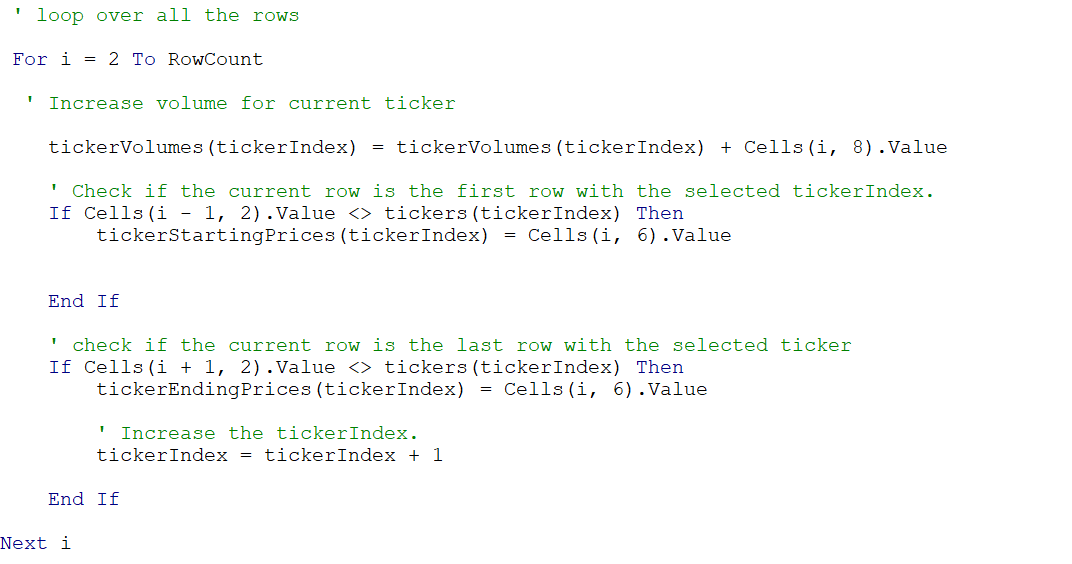 ' loop over all the rows
For i = 2 To RowCount
' Increase volume for current ticker
tickerVolumes(tickerIndex) = tickerVolumes(tickerIndex) + Cells(i, 8).Value
' Check if the current row is the first row with the selected tickerIndex.
If Cells(i - 1, 2).Value <> tickers(tickerIndex) Then
tickerStartingPrices(tickerIndex) = Cells(i, 6).Value
End If
' check if the current row is the last row with the selected ticker
If Cells(i + 1, 2).Value <> tickers(tickerIndex) Then
tickerEndingPrices(tickerIndex) = Cells(i, 6).Value
' Increase the tickerIndex.
tickerIndex = tickerIndex + 1
End If
Next i